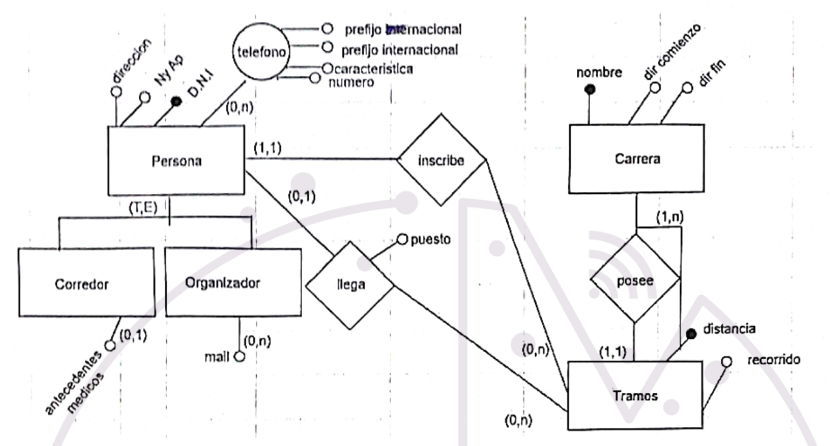 prefijo internacional
telefono
prefijo internacional
caracteristica
numero
direccion
Ny Ap
D.N.I
(0,n)
nombre
dir comienzo
dir fin
Persona
(1,1)
inscribe
Carrera
(0,1)
(T,E)
(1,n)
puesto
Corredor
Organizador
llega
posee
(0,1)
antecedentes
medicos
(0,n)
mail
(0,n)
(1,1)
distancia
recorrido
Tramos
(0,n)